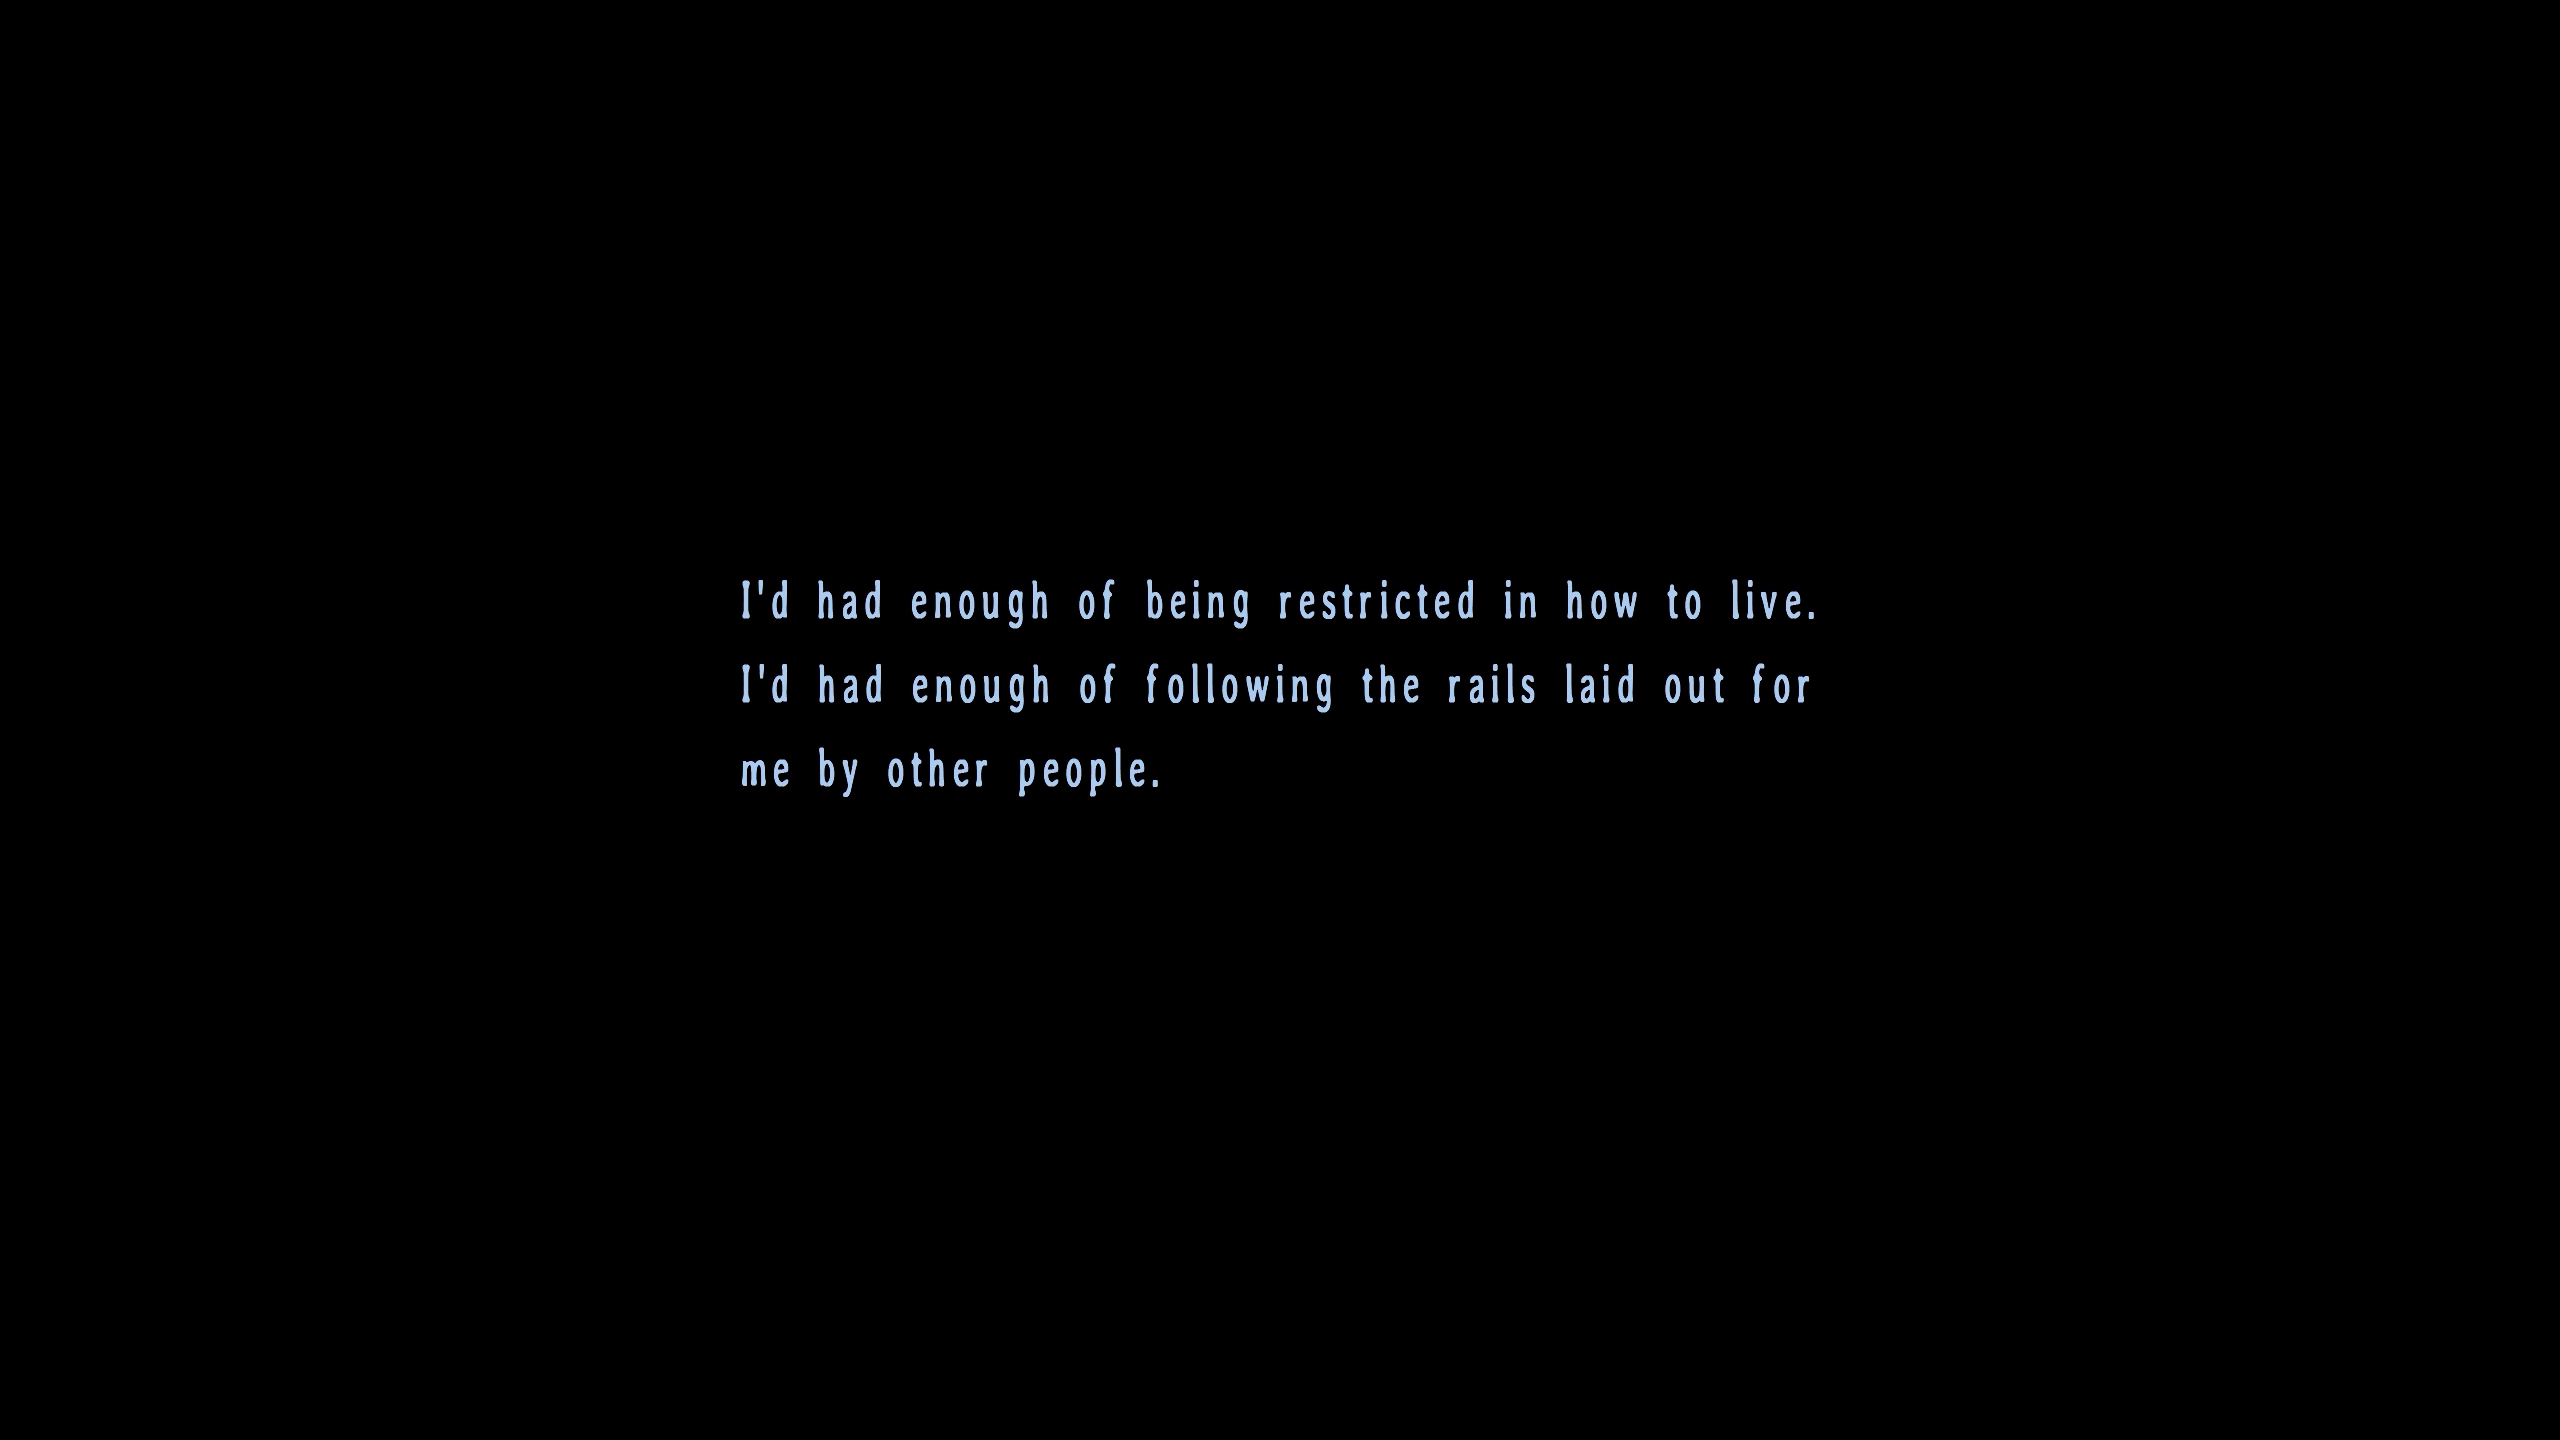 I'd had enough of being restricted in how to live.
I'd had enough of following the rails laid out for
me by other people.